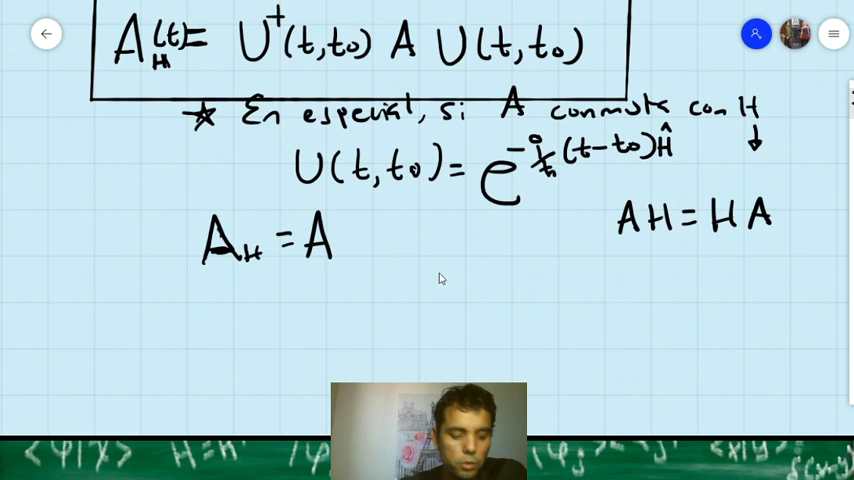 A_H(t) = U†(t,t₀) A U(t,t₀)
★ En especial, si A conmuta con H
U(t,t₀) = e^{-i/ħ (t-t₀)Ĥ}
A_H = A
AH = HA